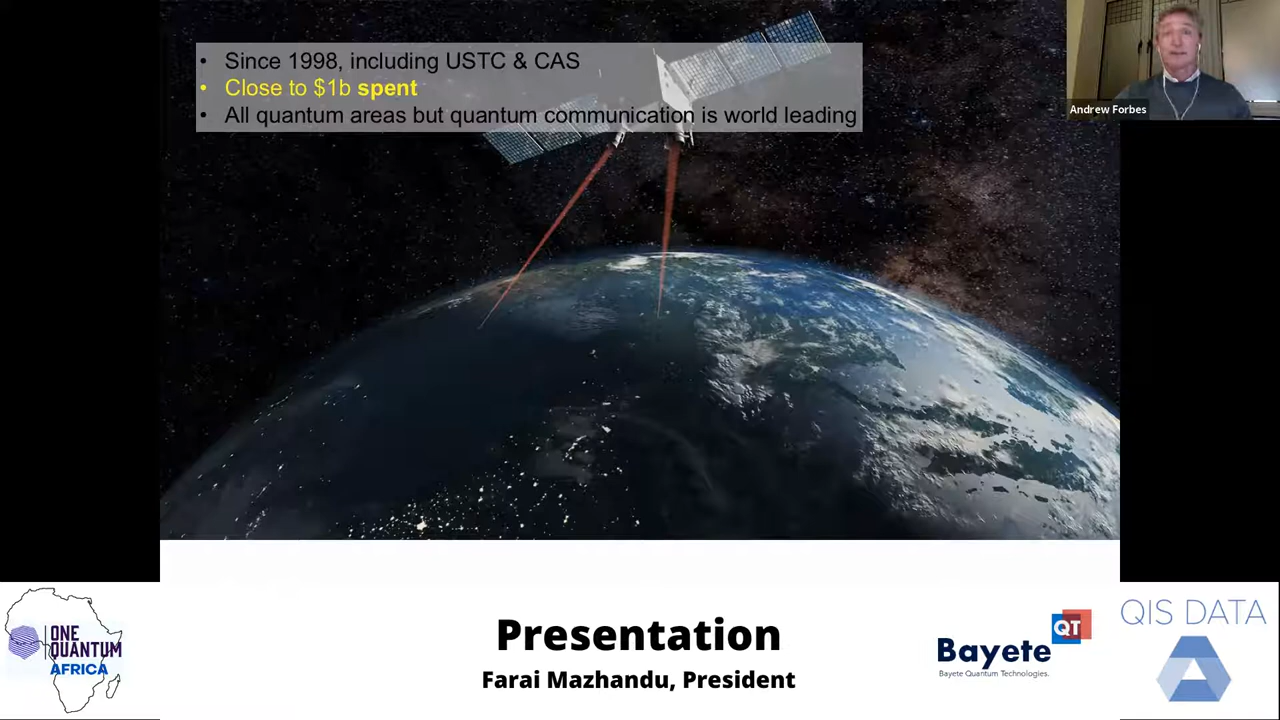 • Since 1998, including USTC & CAS
• Close to $1b spent
• All quantum areas but quantum communication is world leading
Andrew Forbes
ONE
QUANTUM
AFRICA
Presentation
Farai Mazhandu, President
QT
Bayete
Bayete Quantum Technologies.
QIS DATA